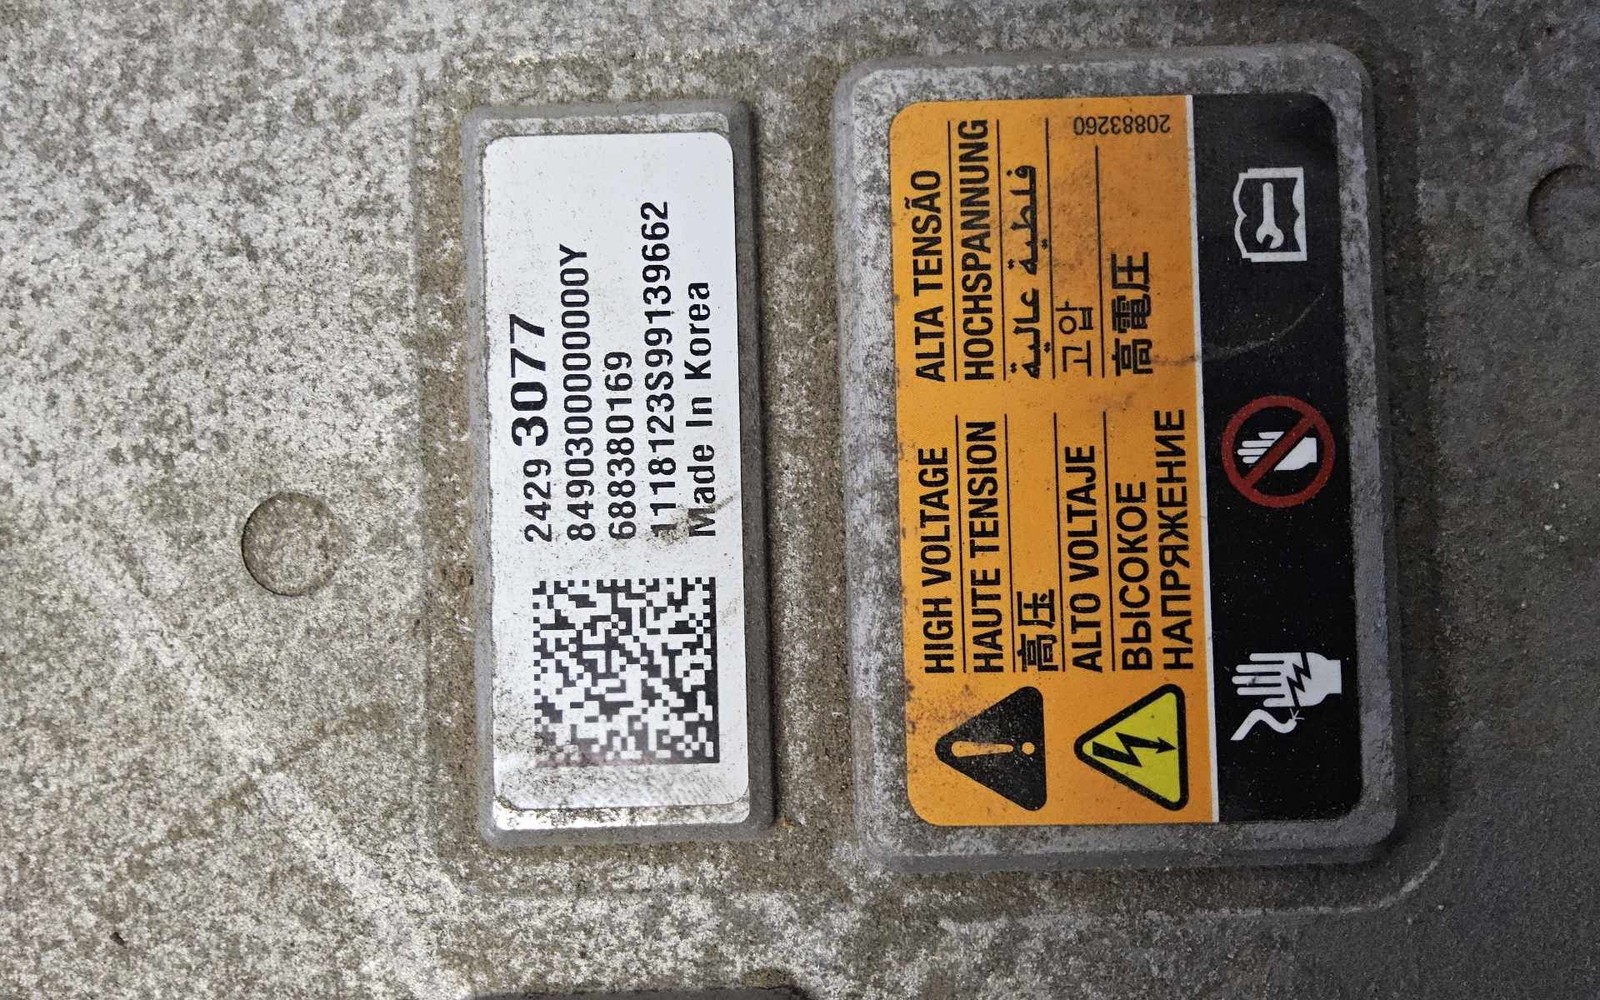 2429 3077
8490300000000000Y
688380169
1118123S99139662
Made In Korea
HIGH VOLTAGE
HAUTE TENSION
高压
ALTO VOLTAJE
ВЫСОКОЕ
НАПРЯЖЕНИЕ
ALTA TENSÃO
HOCHSPANNUNG
فلطية عالية
고압
高電圧
20883260